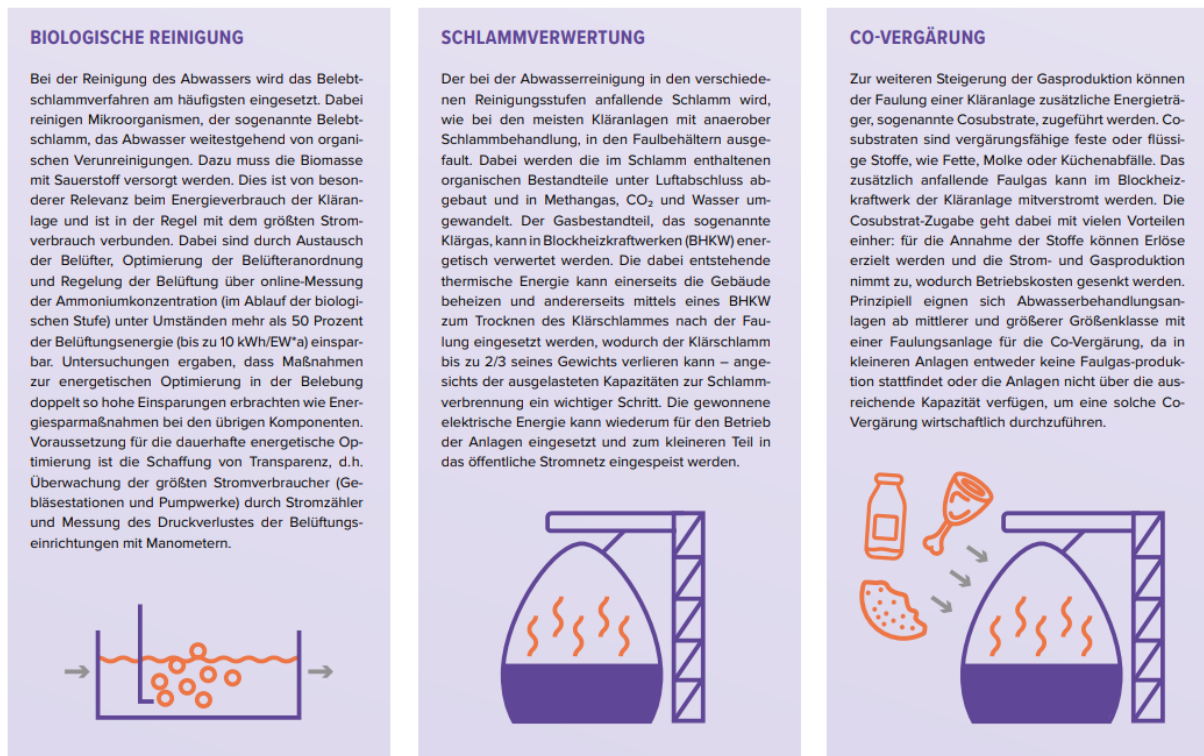 BIOLOGISCHE REINIGUNG
Bei der Reinigung des Abwassers wird das Belebt-
schlammverfahren am häufigsten eingesetzt. Dabei
reinigen Mikroorganismen, der sogenannte Belebt-
schlamm, das Abwasser weitestgehend von organi-
schen Verunreinigungen. Dazu muss die Biomasse
mit Sauerstoff versorgt werden. Dies ist von beson-
derer Relevanz beim Energieverbrauch der Kläran-
lage und ist in der Regel mit dem größten Strom-
verbrauch verbunden. Dabei sind durch Austausch
der Belüfter, Optimierung der Belüfteranordnung
und Regelung der Belüftung über online-Messung
der Ammoniumkonzentration (im Ablauf der biologi-
schen Stufe) unter Umständen mehr als 50 Prozent
der Belüftungsenergie (bis zu 10 kWh/EW*a) einspar-
bar. Untersuchungen ergaben, dass Maßnahmen
zur energetischen Optimierung in der Belebung
doppelt so hohe Einsparungen erbrachten wie Ener-
giesparmaßnahmen bei den übrigen Komponenten.
Voraussetzung für die dauerhafte energetische Op-
timierung ist die Schaffung von Transparenz, d.h.
Überwachung der größten Stromverbraucher (Ge-
bläsestationen und Pumpwerke) durch Stromzähler
und Messung des Druckverlustes der Belüftungs-
einrichtungen mit Manometern.
SCHLAMMVERWERTUNG
Der bei der Abwasserreinigung in den verschiede-
nen Reinigungsstufen anfallende Schlamm wird,
wie bei den meisten Kläranlagen mit anaerober
Schlammbehandlung, in den Faulbehältern ausge-
fault. Dabei werden die im Schlamm enthaltenen
organischen Bestandteile unter Luftabschluss ab-
gebaut und in Methangas, CO₂ und Wasser um-
gewandelt. Der Gasbestandteil, das sogenannte
Klärgas, kann in Blockheizkraftwerken (BHKW) ener-
getisch verwertet werden. Die dabei entstehende
thermische Energie kann einerseits die Gebäude
beheizen und andererseits mittels eines BHKW
zum Trocknen des Klärschlammes nach der Fau-
lung eingesetzt werden, wodurch der Klärschlamm
bis zu 2/3 seines Gewichts verlieren kann – ange-
sichts der ausgelasteten Kapazitäten zur Schlamm-
verbrennung ein wichtiger Schritt. Die gewonnene
elektrische Energie kann wiederum für den Betrieb
der Anlagen eingesetzt und zum kleineren Teil in
das öffentliche Stromnetz eingespeist werden.
CO-VERGÄRUNG
Zur weiteren Steigerung der Gasproduktion können
der Faulung einer Kläranlage zusätzliche Energieträ-
ger, sogenannte Cosubstrate, zugeführt werden. Co-
substraten sind vergärungsfähige feste oder flüssi-
ge Stoffe, wie Fette, Molke oder Küchenabfälle. Das
zusätzlich anfallende Faulgas kann im Blockheiz-
kraftwerk der Kläranlage mitverstromt werden. Die
Cosubstrat-Zugabe geht dabei mit vielen Vorteilen
einher: für die Annahme der Stoffe können Erlöse
erzielt werden und die Strom- und Gasproduktion
nimmt zu, wodurch Betriebskosten gesenkt werden.
Prinzipiell eignen sich Abwasserbehandlungsan-
lagen ab mittlerer und größerer Größenklasse mit
einer Faulungsanlage für die Co-Vergärung, da in
kleineren Anlagen entweder keine Faulgas-produk-
tion stattfindet oder die Anlagen nicht über die aus-
reichende Kapazität verfügen, um eine solche Co-
Vergärung wirtschaftlich durchzuführen.